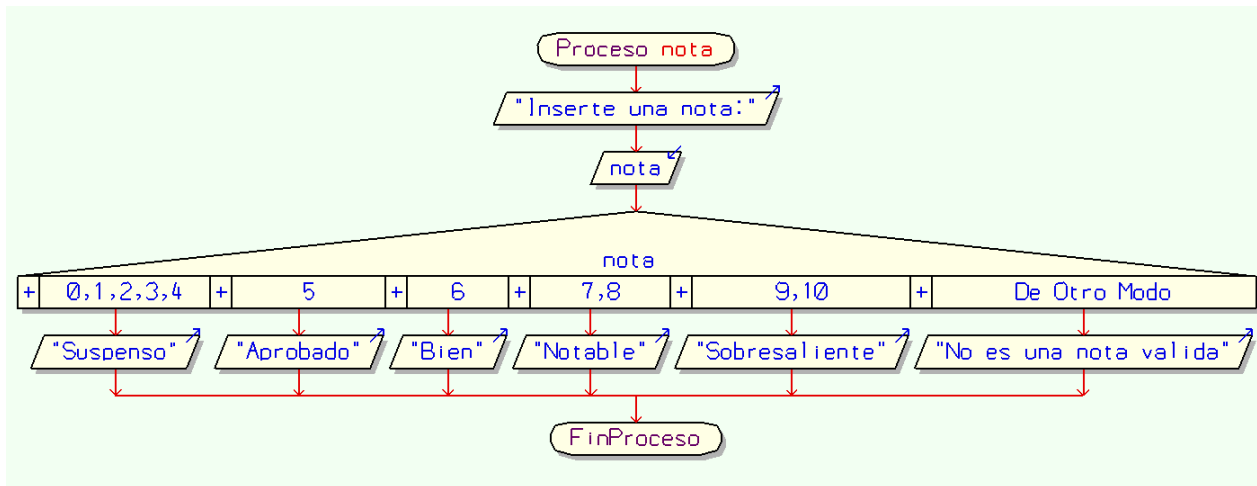 Proceso nota
"Inserte una nota:"
nota
nota
+ 0,1,2,3,4 + 5 + 6 + 7,8 + 9,10 + De Otro Modo
"Suspenso" "Aprobado" "Bien" "Notable" "Sobresaliente" "No es una nota valida"
FinProceso